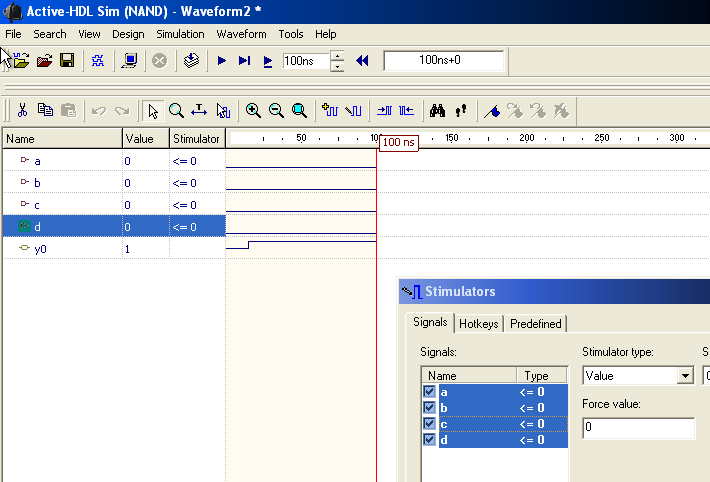 Active-HDL Sim (NAND) - Waveform2 *
File Search View Design Simulation Waveform Tools Help
100ns 100ns+0
Name Value Stimulator 50 100 150 200 250 300
100 ns
a 0 <= 0
b 0 <= 0
c 0 <= 0
d 0 <= 0
y0 1
Stimulators
Signals Hotkeys Predefined
Signals: Stimulator type: S
Name Type Value
a <= 0
b <= 0 Force value:
c <= 0 0
d <= 0